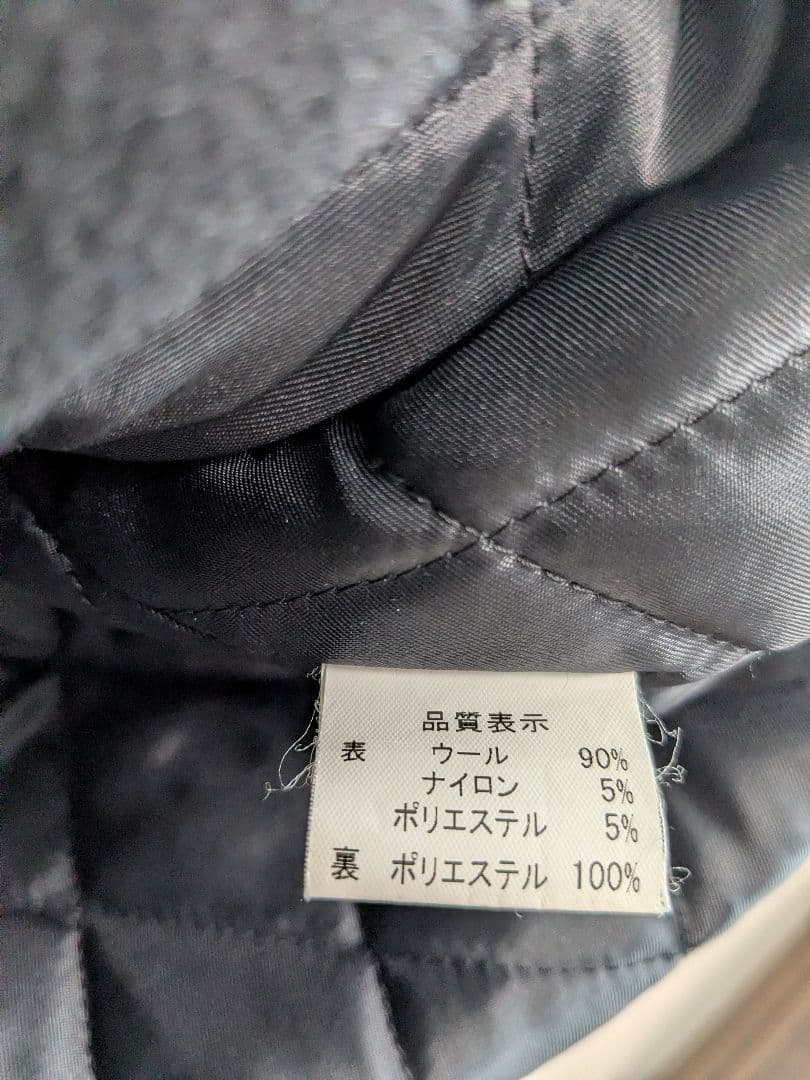 品質表示
表 ウール 90%
ナイロン 5%
ポリエステル 5%
裏 ポリエステル 100%